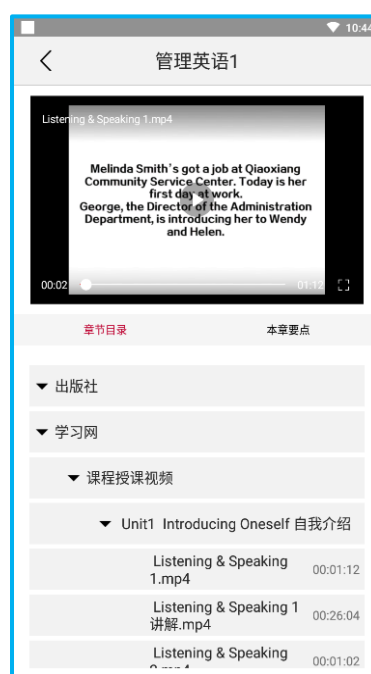 10:44
管理英语1
Listening & Speaking 1.mp4
Melinda Smith's got a job at Qiaoxiang
Community Service Center. Today is her
first day at work.
George, the Director of the Administration
Department, is introducing her to Wendy
and Helen.
00:02 01:12
章节目录 本章要点
出版社
学习网
课程授课视频
Unit1 Introducing Oneself 自我介绍
Listening & Speaking
1.mp4 00:01:12
Listening & Speaking 1
讲解.mp4 00:26:04
Listening & Speaking
00:01:02